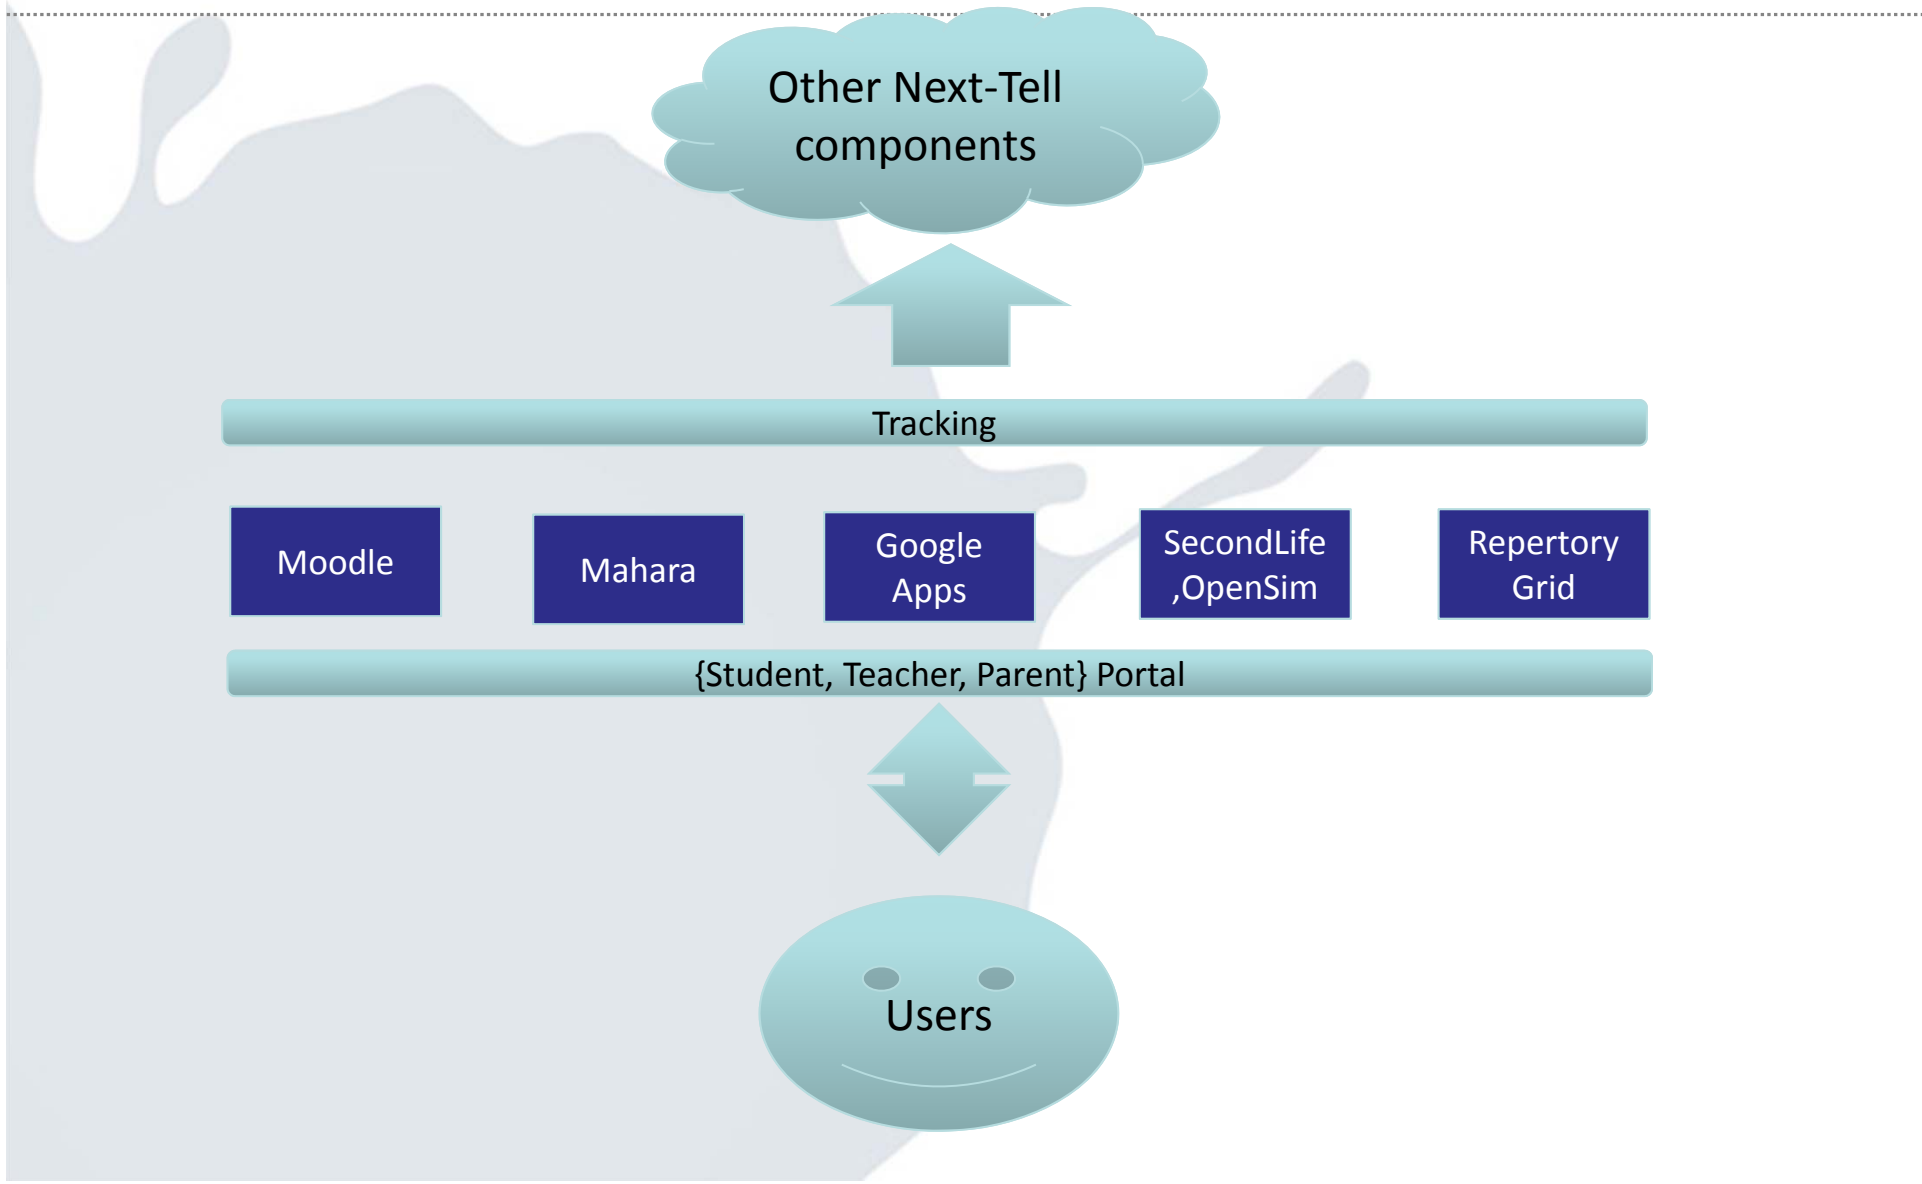 Other Next-Tell
components
Tracking
Moodle
Mahara
Google
Apps
SecondLife
,OpenSim
Repertory
Grid
{Student, Teacher, Parent} Portal
Users